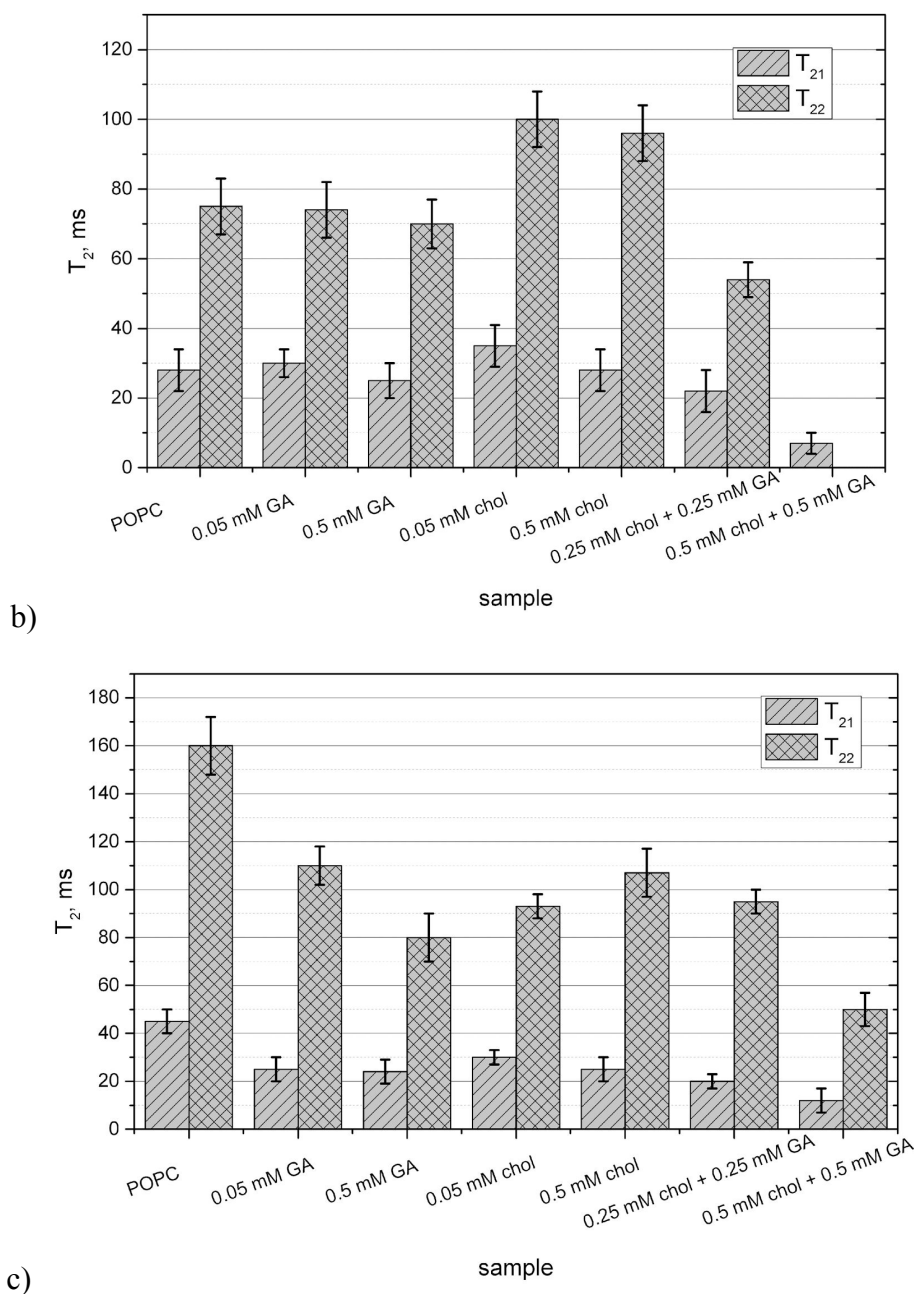 120
100
80
60
40
20
0
T2, ms
T21
T22
POPC
0.05 mM GA
0.5 mM GA
0.05 mM chol
0.5 mM chol
0.25 mM chol + 0.25 mM GA
0.5 mM chol + 0.5 mM GA
sample
b)
180
160
140
120
100
80
60
40
20
0
T2, ms
T21
T22
POPC
0.05 mM GA
0.5 mM GA
0.05 mM chol
0.5 mM chol
0.25 mM chol + 0.25 mM GA
0.5 mM chol + 0.5 mM GA
sample
c)